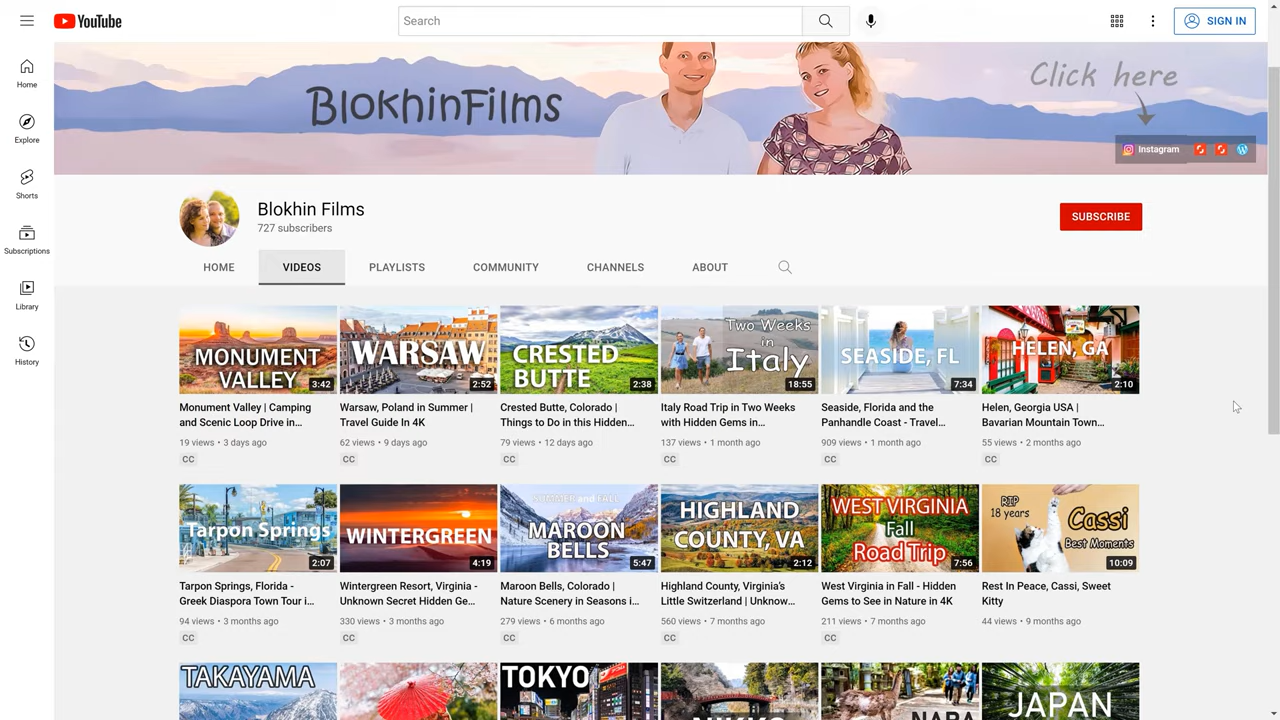 YouTube
Search
SIGN IN
Home
Explore
Shorts
Subscriptions
Library
History
BlokhinFilms
Click here
Instagram
Blokhin Films
727 subscribers
SUBSCRIBE
HOME VIDEOS PLAYLISTS COMMUNITY CHANNELS ABOUT
MONUMENT
VALLEY
3:42
Monument Valley | Camping
and Scenic Loop Drive in...
19 views • 3 days ago
CC
WARSAW
2:52
Warsaw, Poland in Summer |
Travel Guide In 4K
62 views • 9 days ago
CC
CRESTED
BUTTE
2:38
Crested Butte, Colorado |
Things to Do in this Hidden...
79 views • 12 days ago
CC
Two Weeks
in
Italy
18:55
Italy Road Trip in Two Weeks
with Hidden Gems in...
137 views • 1 month ago
CC
SEASIDE, FL
7:34
Seaside, Florida and the
Panhandle Coast - Travel...
909 views • 1 month ago
CC
HELEN, GA
2:10
Helen, Georgia USA |
Bavarian Mountain Town...
55 views • 2 months ago
CC
Tarpon Springs
2:07
Tarpon Springs, Florida -
Greek Diaspora Town Tour i...
94 views • 3 months ago
CC
WINTERGREEN
4:19
Wintergreen Resort, Virginia -
Unknown Secret Hidden Ge...
330 views • 3 months ago
CC
SUMMER and FALL
MAROON
BELLS
5:47
Maroon Bells, Colorado |
Nature Scenery in Seasons i...
279 views • 6 months ago
CC
HIGHLAND
COUNTY, VA
2:12
Highland County, Virginia's
Little Switzerland | Unknow...
560 views • 7 months ago
CC
WEST VIRGINIA
Fall
Road Trip
7:56
West Virginia in Fall - Hidden
Gems to See in Nature in 4K
211 views • 7 months ago
CC
RIP
18 years
Cassi
Best Moments
10:09
Rest In Peace, Cassi, Sweet
Kitty
44 views • 9 months ago
TAKAYAMA
TOKYO
NIKKO
NARA
JAPAN